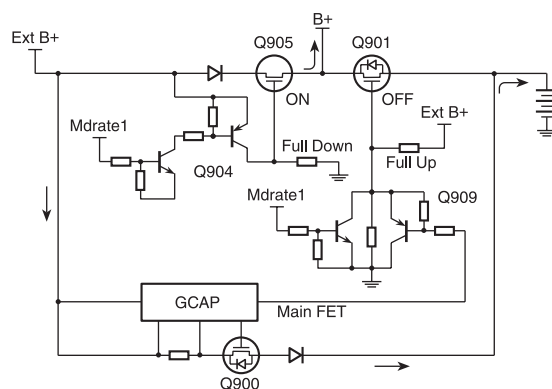 B+
Ext B+
Q905
Q901
ON
OFF
Ext B+
Mdrate1
Full Down
Full Up
Q904
Mdrate1
Q909
GCAP
Main FET
Q900